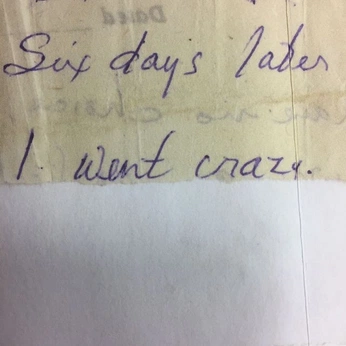 Six days later
I went crazy.